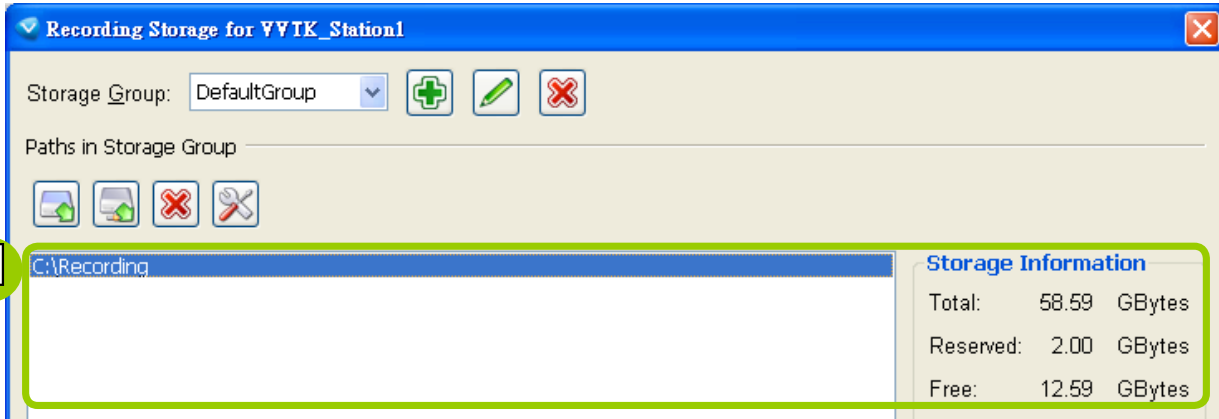 Recording Storage for VVTK_Station1
Storage Group: DefaultGroup
Paths in Storage Group
C:\Recording
Storage Information
Total: 58.59 GBytes
Reserved: 2.00 GBytes
Free: 12.59 GBytes